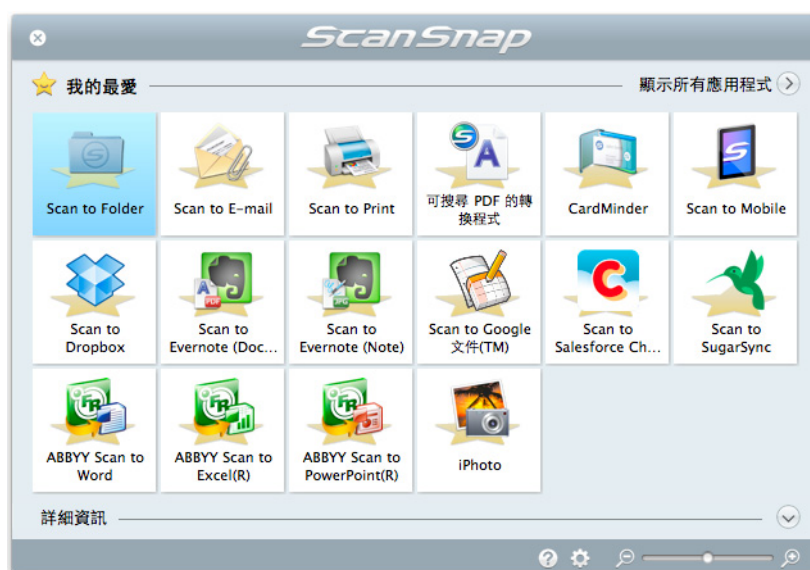 ScanSnap
我的最愛
顯示所有應用程式
Scan to Folder
Scan to E-mail
Scan to Print
可搜尋 PDF 的轉
換程式
CardMinder
Scan to Mobile
Scan to
Dropbox
Scan to
Evernote (Doc...
Scan to
Evernote (Note)
Scan to Google
文件(TM)
Scan to
Salesforce Ch...
Scan to
SugarSync
ABBYY Scan to
Word
ABBYY Scan to
Excel(R)
ABBYY Scan to
PowerPoint(R)
iPhoto
詳細資訊